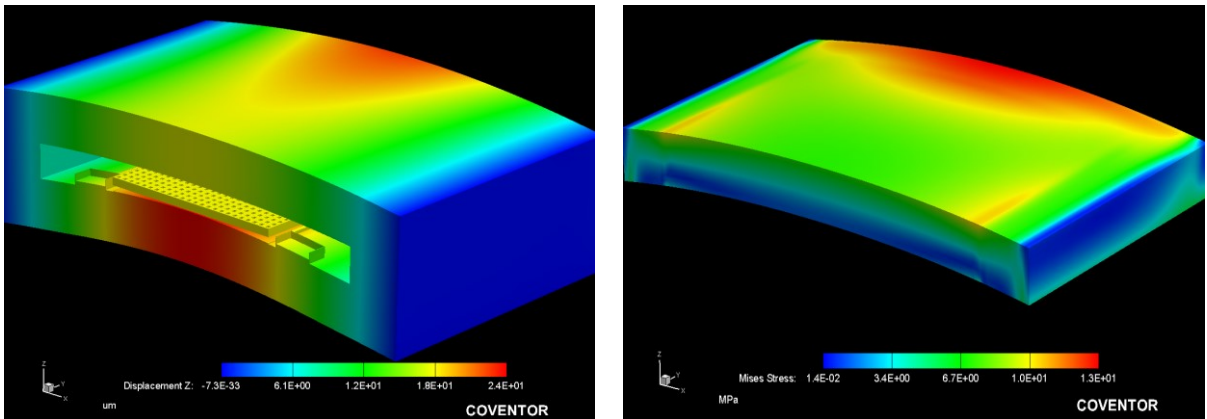 Z
Y
X
Displacement Z: -7.3E-33 6.1E+00 1.2E+01 1.8E+01 2.4E+01
um
COVENTOR
Z
Y
X
Mises Stress: 1.4E-02 3.4E+00 6.7E+00 1.0E+01 1.3E+01
MPa
COVENTOR